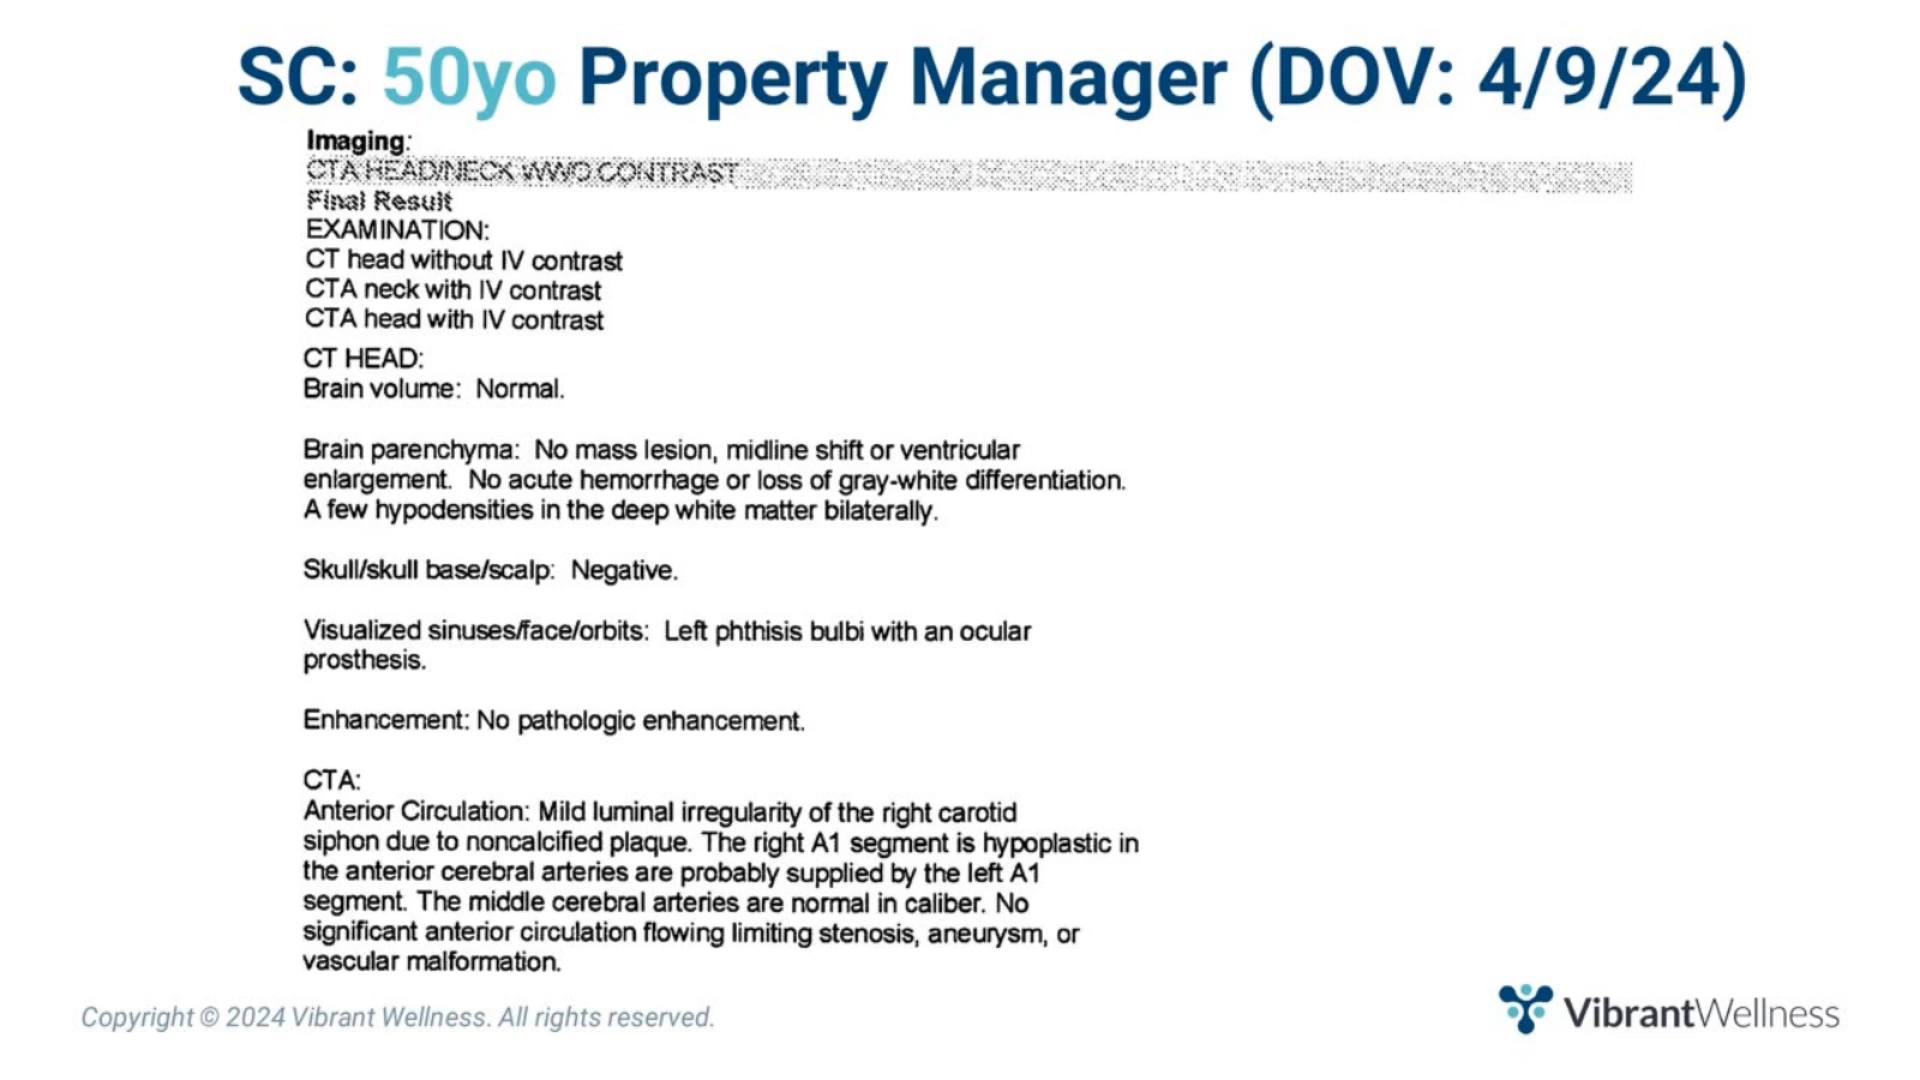 SC: 50yo Property Manager (DOV: 4/9/24)
Imaging:
CTA HEAD/NECK WWO CONTRAST
Final Result
EXAMINATION:
CT head without IV contrast
CTA neck with IV contrast
CTA head with IV contrast
CT HEAD:
Brain volume: Normal.
Brain parenchyma: No mass lesion, midline shift or ventricular
enlargement. No acute hemorrhage or loss of gray-white differentiation.
A few hypodensities in the deep white matter bilaterally.
Skull/skull base/scalp: Negative.
Visualized sinuses/face/orbits: Left phthisis bulbi with an ocular
prosthesis.
Enhancement: No pathologic enhancement.
CTA:
Anterior Circulation: Mild luminal irregularity of the right carotid
siphon due to noncalcified plaque. The right A1 segment is hypoplastic in
the anterior cerebral arteries are probably supplied by the left A1
segment. The middle cerebral arteries are normal in caliber. No
significant anterior circulation flowing limiting stenosis, aneurysm, or
vascular malformation.
Copyright © 2024 Vibrant Wellness. All rights reserved.
VibrantWellness